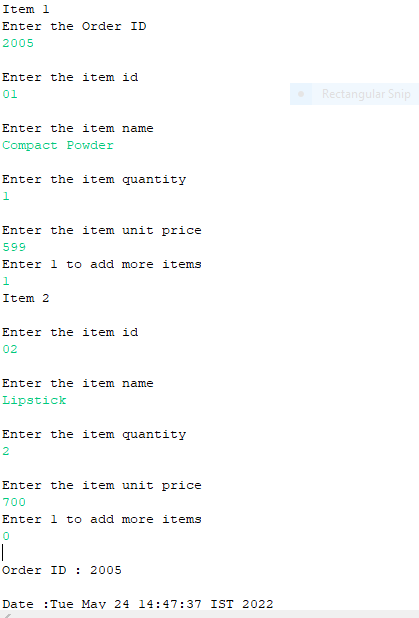 Item 1
Enter the Order ID
2005
Enter the item id
01
Rectangular Snip
Enter the item name
Compact Powder
Enter the item quantity
1
Enter the item unit price
599
Enter 1 to add more items
1
Item 2
Enter the item id
02
Enter the item name
Lipstick
Enter the item quantity
2
Enter the item unit price
700
Enter 1 to add more items
0
Order ID : 2005
Date :Tue May 24 14:47:37 IST 2022